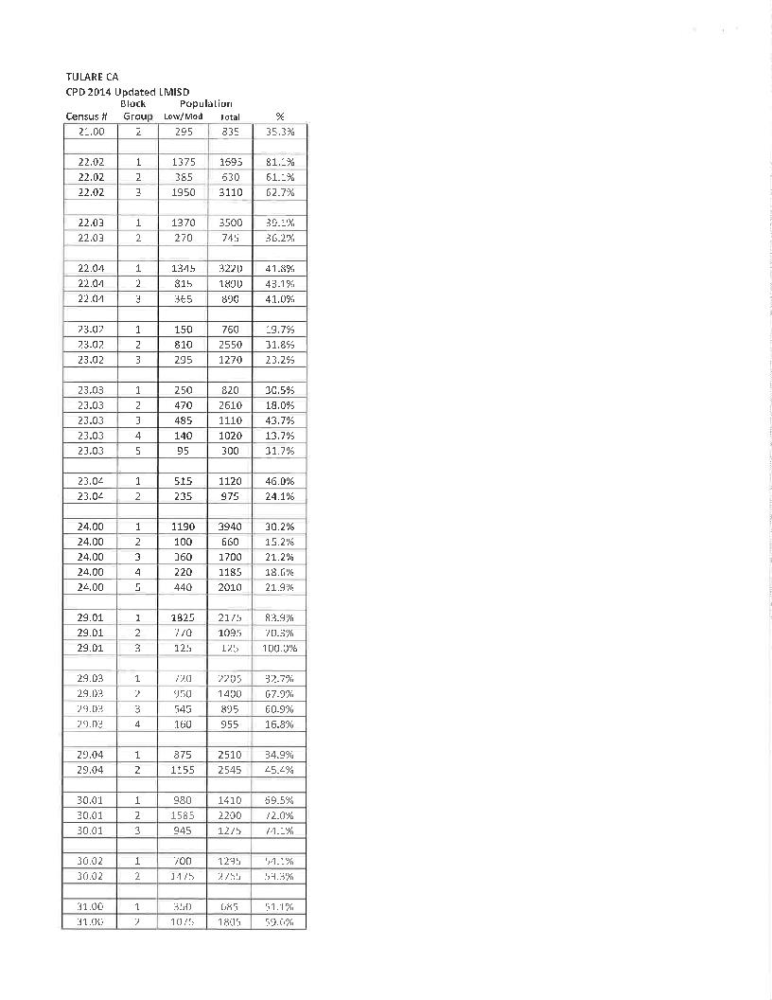 TULARE CA
CPD 2014 Updated LMISD
Block Population
Census # Group Low/Mod Total %
21.00 2 295 835 35.3%
22.02 1 1375 1695 81.1%
22.02 2 385 630 61.1%
22.02 3 1950 3110 62.7%
22.03 1 1370 3500 39.1%
22.03 2 270 745 36.2%
22.04 1 1345 3220 41.8%
22.04 2 815 1890 43.1%
22.04 3 365 890 41.0%
23.02 1 150 760 19.7%
23.02 2 810 2550 31.8%
23.02 3 295 1270 23.2%
23.03 1 250 820 30.5%
23.03 2 470 2610 18.0%
23.03 3 485 1110 43.7%
23.03 4 140 1020 13.7%
23.03 5 95 300 31.7%
23.04 1 515 1120 46.0%
23.04 2 235 975 24.1%
24.00 1 1190 3940 30.2%
24.00 2 100 660 15.2%
24.00 3 360 1700 21.2%
24.00 4 220 1185 18.6%
24.00 5 440 2010 21.9%
29.01 1 1825 2175 83.9%
29.01 2 770 1095 70.3%
29.01 3 125 125 100.0%
29.03 1 720 2205 32.7%
29.03 2 950 1400 67.9%
29.03 3 545 895 60.9%
29.03 4 160 955 16.8%
29.04 1 875 2510 34.9%
29.04 2 1155 2545 45.4%
30.01 1 980 1410 69.5%
30.01 2 1585 2200 72.0%
30.01 3 945 1275 74.1%
30.02 1 700 1295 54.1%
30.02 2 1475 2755 53.3%
31.00 1 350 685 51.1%
31.00 2 1075 1805 59.6%